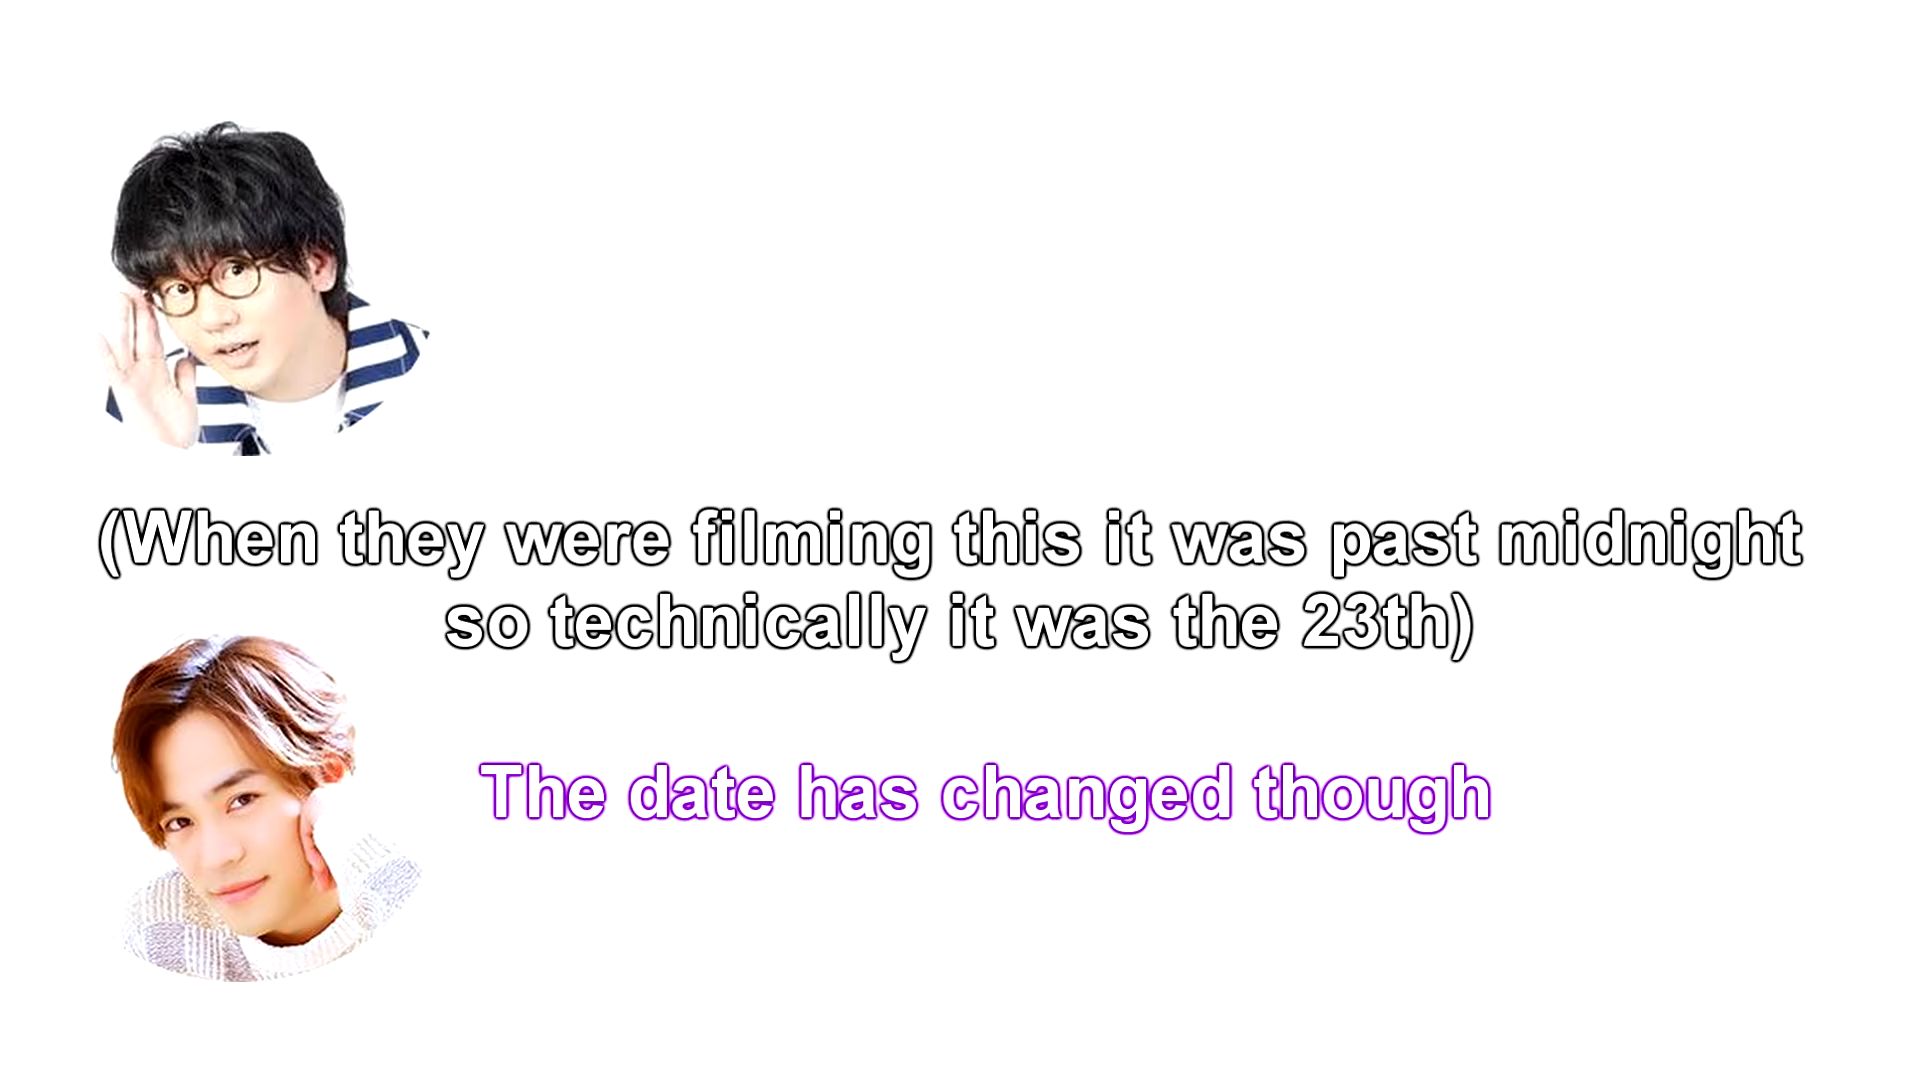 (When they were filming this it was past midnight
so technically it was the 23th)
The date has changed though